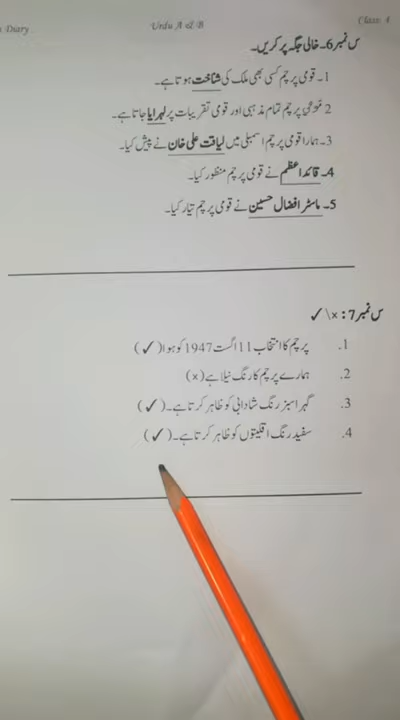 Diary Urdu A & B Class: 4
س نمبر6۔ خالی جگہ پر کریں۔
1۔ قومی پرچم کسی بھی ملک کی شناخت ہوتا ہے۔
2 قومی پرچم تمام مذہبی اور قومی تقریبات پر لہرایا جاتا ہے۔
3۔ ہمارا قومی پرچم اسمبلی میں لیاقت علی خان نے پیش کیا۔
4۔ قائداعظم نے قومی پرچم منظور کیا۔
5۔ ماسٹر افضال حسین نے قومی پرچم تیار کیا۔
س نمبر7: ×\✓
1. پرچم کا انتخاب 11 اگست 1947 کو ہوا (✓)
2. ہمارے پرچم کا رنگ نیلا ہے (×)
3. گہرا سبز رنگ شادابی کو ظاہر کرتا ہے۔ (✓)
4. سفید رنگ اقلیتوں کو ظاہر کرتا ہے۔ (✓)